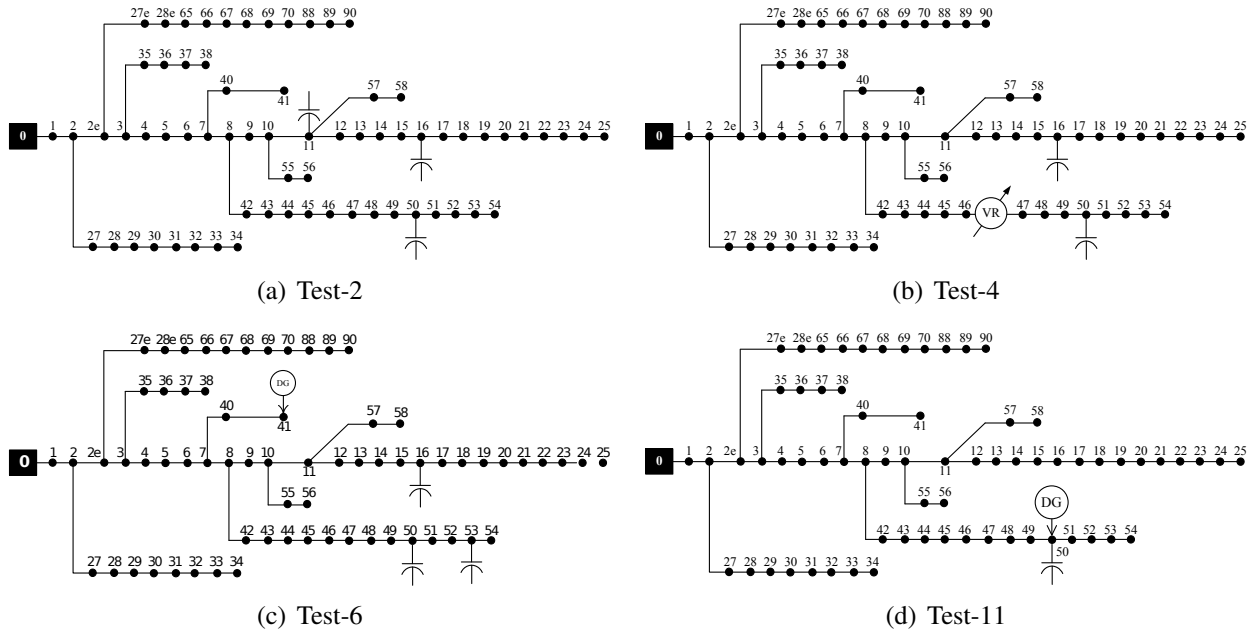 27e 28e 65 66 67 68 69 70 88 89 90
35 36 37 38
40
41
57 58
0 1 2 2e 3 4 5 6 7 8 9 10 11 12 13 14 15 16 17 18 19 20 21 22 23 24 25
55 56
42 43 44 45 46 47 48 49 50 51 52 53 54
27 28 29 30 31 32 33 34
(a) Test-2
27e 28e 65 66 67 68 69 70 88 89 90
35 36 37 38
40
41
57 58
0 1 2 2e 3 4 5 6 7 8 9 10 11 12 13 14 15 16 17 18 19 20 21 22 23 24 25
55 56
42 43 44 45 46 VR 47 48 49 50 51 52 53 54
27 28 29 30 31 32 33 34
(b) Test-4
27e 28e 65 66 67 68 69 70 88 89 90
35 36 37 38
DG
40
41
57 58
0 1 2 2e 3 4 5 6 7 8 9 10 11 12 13 14 15 16 17 18 19 20 21 22 23 24 25
55 56
42 43 44 45 46 47 48 49 50 51 52 53 54
27 28 29 30 31 32 33 34
(c) Test-6
27e 28e 65 66 67 68 69 70 88 89 90
35 36 37 38
40
41
57 58
0 1 2 2e 3 4 5 6 7 8 9 10 11 12 13 14 15 16 17 18 19 20 21 22 23 24 25
55 56
DG
42 43 44 45 46 47 48 49 51 52 53 54
50
27 28 29 30 31 32 33 34
(d) Test-11